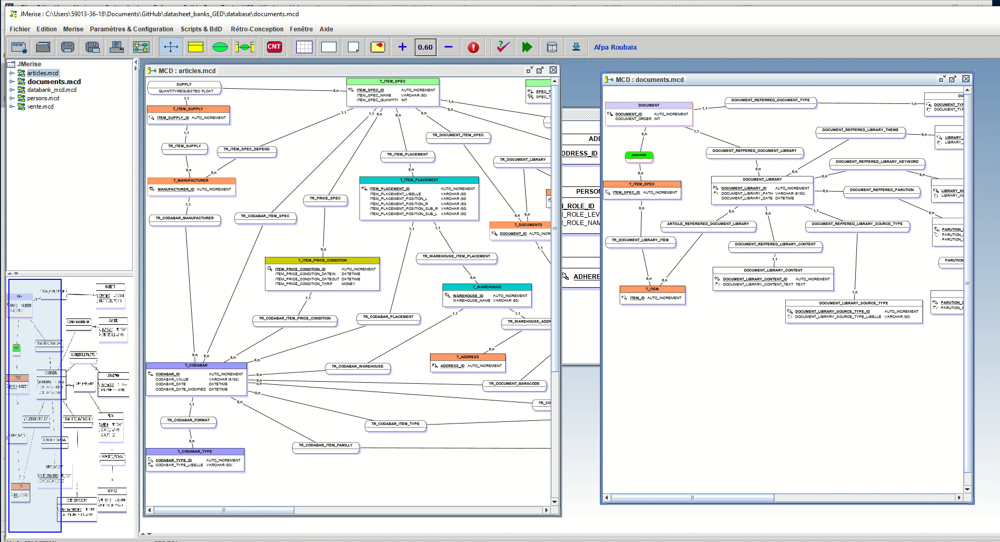 JMerise : C:\Users\59013-36-18\Documents\GitHub\datasheet_banks_GED\database\documents.mcd
Fichier Edition Merise Paramètres & Configuration Scripts & BdD Rétro-Conception Fenêtre Aide
new CNT 0.60 DB Afpa Roubaix
JMerise
articles.mcd
documents.mcd
databank_mcd.mcd
persons.mcd
vente.mcd
MCD : articles.mcd
SUPPLY
QUANTITYREQUESTED FLOAT
T_ITEM_SPEC
ITEM_SPEC_ID AUTO_INCREMENT
ITEM_SPEC_NAME VARCHAR (50)
ITEM_SPEC_QUANTITY INT
SPEC_T
SPEC_T
0,n
1,1
1,n
0,n
1,1
1,1
0,n
0,n
0,n
T_ITEM_SUPPLY
ITEM_SUPPLY_ID AUTO_INCREMENT
1,1
TR_ITEM_SUPPLY
TR_ITEM_SPEC_DEPEND
TR_DOCUMENT_ITEM_SPEC
TR_ITEM_PLACEMENT
TR_DOCUMENT_LIBRARY
0,n
0,n
0,n
T_MANUFACTURER
MANUFACTURER_ID AUTO_INCREMENT
T_ITEM_PLACEMENT
ITEM_PLACEMENT_ID AUTO_INCREMENT
ITEM_PLACEMENT_LIBELLE VARCHAR (50)
ITEM_PLACEMENT_POSITION_L VARCHAR (50)
ITEM_PLACEMENT_POSITION_R VARCHAR (50)
ITEM_PLACEMENT_POSITION_SUB_R VARCHAR (50)
ITEM_PLACEMENT_POSITION_SUB_L VARCHAR (50)
1,1
TR_PRICE_SPEC
TR_CODABAR_MANUFACTURER
TR_CODABAR_ITEM_SPEC
0,n
0,n
T_DOCUMENTS
DOCUMENT_ID AUTO_INCR
1,1
1,1
1,1
0,n
TR_WAREHOUSE_ITEM_PLACEMENT
T_ITEM_PRICE_CONDITION
ITEM_PRICE_CONDITION_ID AUTO_INCREMENT
ITEM_PRICE_CONDITION_DATEIN DATETIME
ITEM_PRICE_CONDITION_DATEOUT DATETIME
ITEM_PRICE_CONDITION_TARIF MONEY
0,n
T_WAREHOUSE
WAREHOUSE_ID AUTO_INCREMENT
WAREHOUSE_NAME VARCHAR (50)
1,1
1,1
1,1
TR_CODABAR_ITEM_PRICE_CONDITION
TR_CODABAR_PLACEMENT
TR_WAREHOUSE_ADDR
0,n
0,n
0,n
0,n
0,n
T_ADDRESS
ADDRESS_ID AUTO_INCREMENT
T_CODABAR
CODABAR_ID AUTO_INCREMENT
CODABAR_VALUE VARCHAR (8192)
CODABAR_DATE DATETIME
CODABAR_DATE_MODIFIED DATETIME
TR_CODABAR_WAREHOUSE
0,n
0,n
0,n
0,n
TR_DOCUMENT_BARACODE
1,1
0,n
TR_CO
TR_CODABAR_FORMAT
TR_CODABAR_ITEM_TYPE
0,n
TR_CODABAR_ITEM_FAMILLY
T_CODABAR_TYPE
CODABAR_TYPE_ID AUTO_INCREMENT
CODABAR_TYPE_LIBELLE VARCHAR (50)
DDRESS_ID
PERSON
I_ROLE_ID
I_ROLE_LEV
I_ROLE_NAM
ADHERE
MCD : documents.mcd
DOCUMENT
DOCUMENT_ID AUTO_INCREMENT
DOCUMENT_ORDER INT
DOCUMENT_REFERRED_DOCUMENT_TYPE
1,1
1,n
DO
DOCUMENT_TYP
DOCUMENT_TYP
0,n
1,1
DOCUMENT_REFFERED_LIBRARY_THEME
0,n
LIBRARY_
LIBRARY_
possede
DOCUMENT_REFFERED_DOCUMENT_LIBRARY
DOCUMENT_REFFERED_LIBRARY_KEYWORD
0,n
0,n
0,n
0,n
0,n
T_ITEM_SPEC
ITEM_SPEC_ID AUTO_INCREMENT
DOCUMENT_LIBRARY
DOCUMENT_LIBRARY_ID AUTO_INCREMENT
DOCUMENT_LIBRARY_PATH VARCHAR (8192)
DOCUMENT_LIBRARY_DATE DATETIME
0,n
DOCUMENT_REFFERED_PARUTION
LIBRARY_KE
LIBRARY_KE
0,n
0,n
0,n
1,1
0,n
ARTICLE_REFERERED_DOCUMENT_LIBRARY
DOCUMENT_REFFERED_LIBRARY_SOURCE_TYPE
PARUTION_
PARUTION_
PARUTION_
TR_DOCUMENT_LIBRARY_ITEM
DOCUMENT_REFFERED_LIBRARY_CONTENT
1,1
PARUTION
DOCUMENT_LIBRARY_CONTENT
DOCUMENT_LIBRARY_CONTENT_ID AUTO_INCREMENT
DOCUMENT_LIBRARY_CONTENT_TEXT TEXT
0,n
0,n
0,n
T_ITEM
ITEM_ID AUTO_INCREMENT
DOCUMENT_LIBRARY_SOURCE_TYPE
DOCUMENT_LIBRARY_SOURCE_TYPE_ID AUTO_INCREMENT
DOCUMENT_LIBRARY_SOURCE_TYPE_LIBELLE VARCHAR (50)
PARUTION_S
PARUTION_S